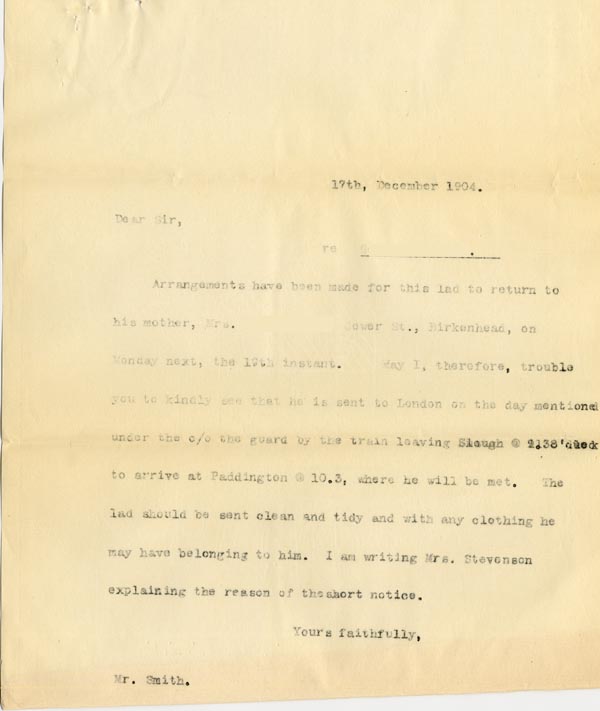 17th, December 1904.
Dear Sir,
re G .
Arrangements have been made for this lad to return to
his mother, Mrs. Gower St., Birkenhead, on
Monday next, the 19th instant. May I, therefore, trouble
you to kindly see that he is sent to London on the day mentioned
under the c/o the guard by the train leaving Slough @ 9.38
to arrive at Paddington @ 10.3, where he will be met. The
lad should be sent clean and tidy and with any clothing he
may have belonging to him. I am writing Mrs. Stevenson
explaining the reason of theshort notice.
Yours faithfully,
Mr. Smith.